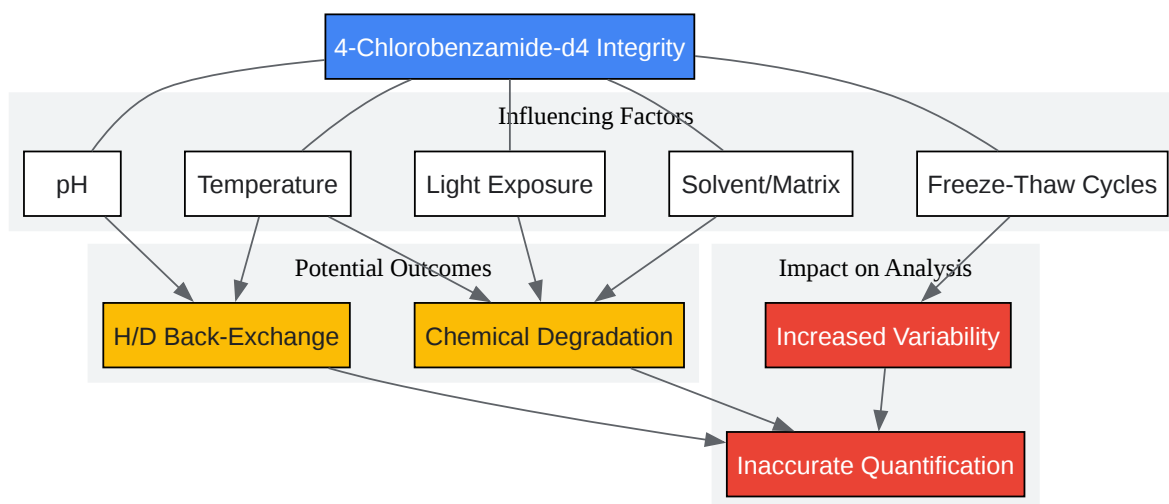 4-Chlorobenzamide-d4 Integrity
Influencing Factors
pH
Temperature
Light Exposure
Solvent/Matrix
Freeze-Thaw Cycles
Potential Outcomes
Impact on Analysis
H/D Back-Exchange
Chemical Degradation
Increased Variability
Inaccurate Quantification